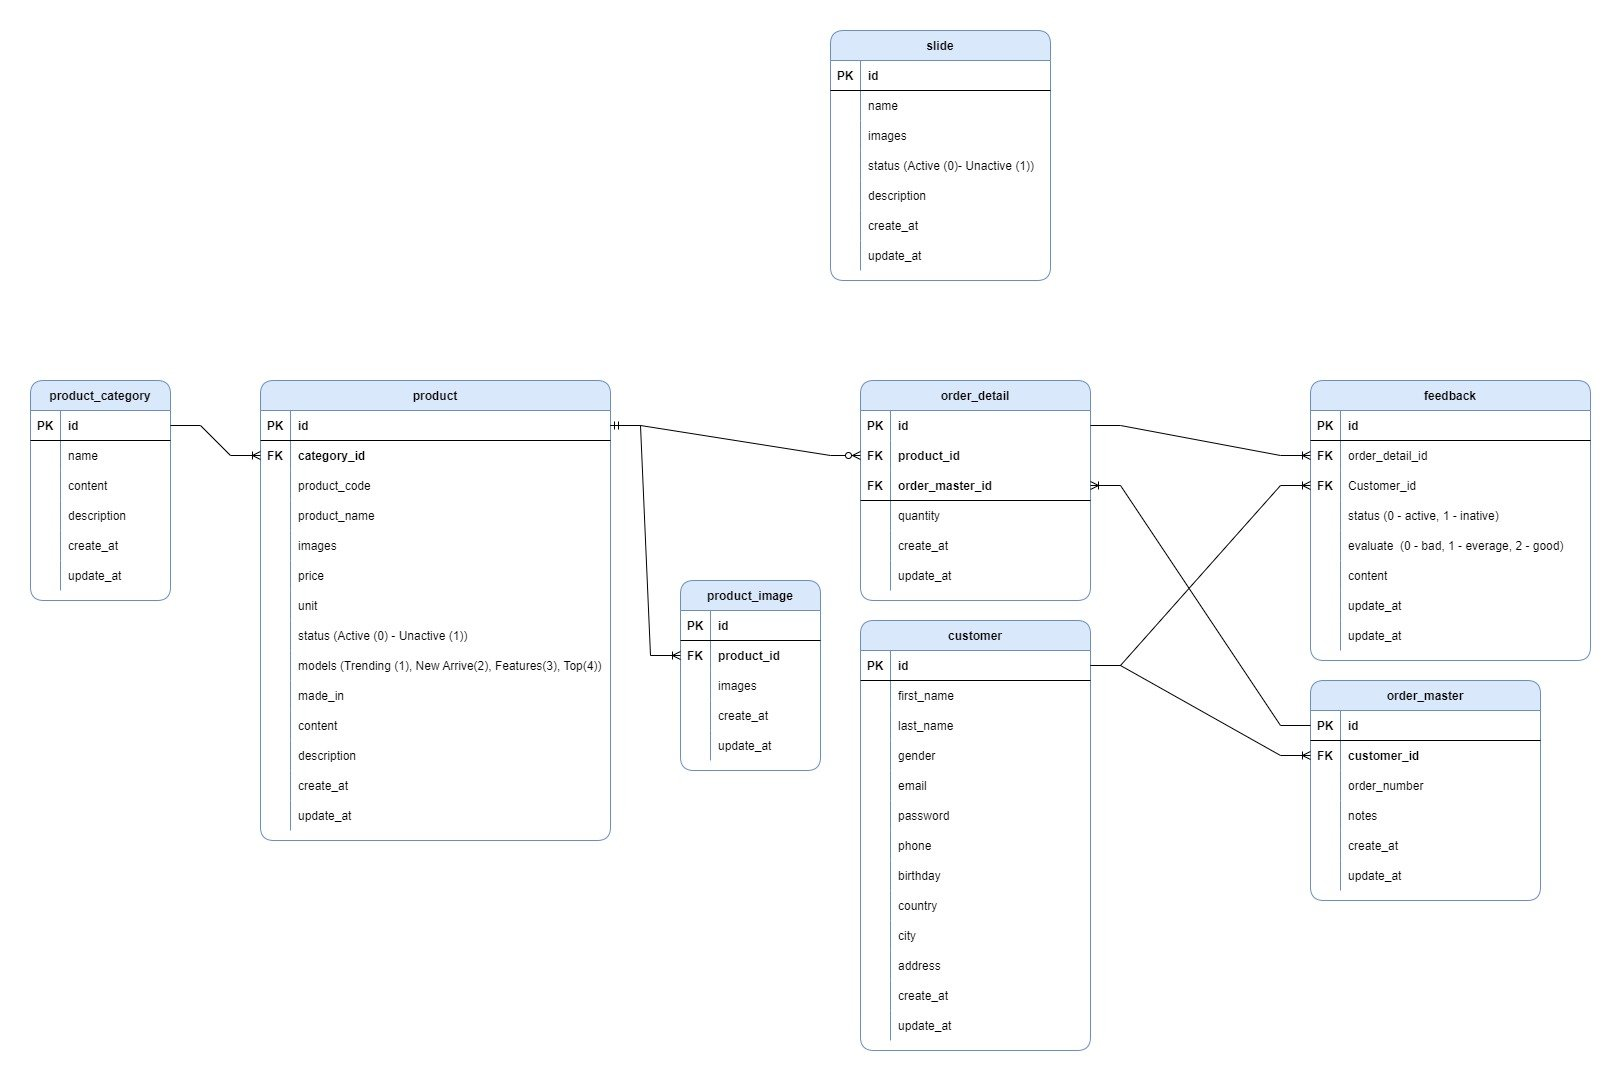 slide
PK id
name
images
status (Active (0)- Unactive (1))
description
create_at
update_at
product_category
PK id
name
content
description
create_at
update_at
product
PK id
FK category_id
product_code
product_name
images
price
unit
status (Active (0) - Unactive (1))
models (Trending (1), New Arrive(2), Features(3), Top(4))
made_in
content
description
create_at
update_at
product_image
PK id
FK product_id
images
create_at
update_at
order_detail
PK id
FK product_id
FK order_master_id
quantity
create_at
update_at
customer
PK id
first_name
last_name
gender
email
password
phone
birthday
country
city
address
create_at
update_at
feedback
PK id
FK order_detail_id
FK Customer_id
status (0 - active, 1 - inative)
evaluate  (0 - bad, 1 - everage, 2 - good)
content
update_at
update_at
order_master
PK id
FK customer_id
order_number
notes
create_at
update_at